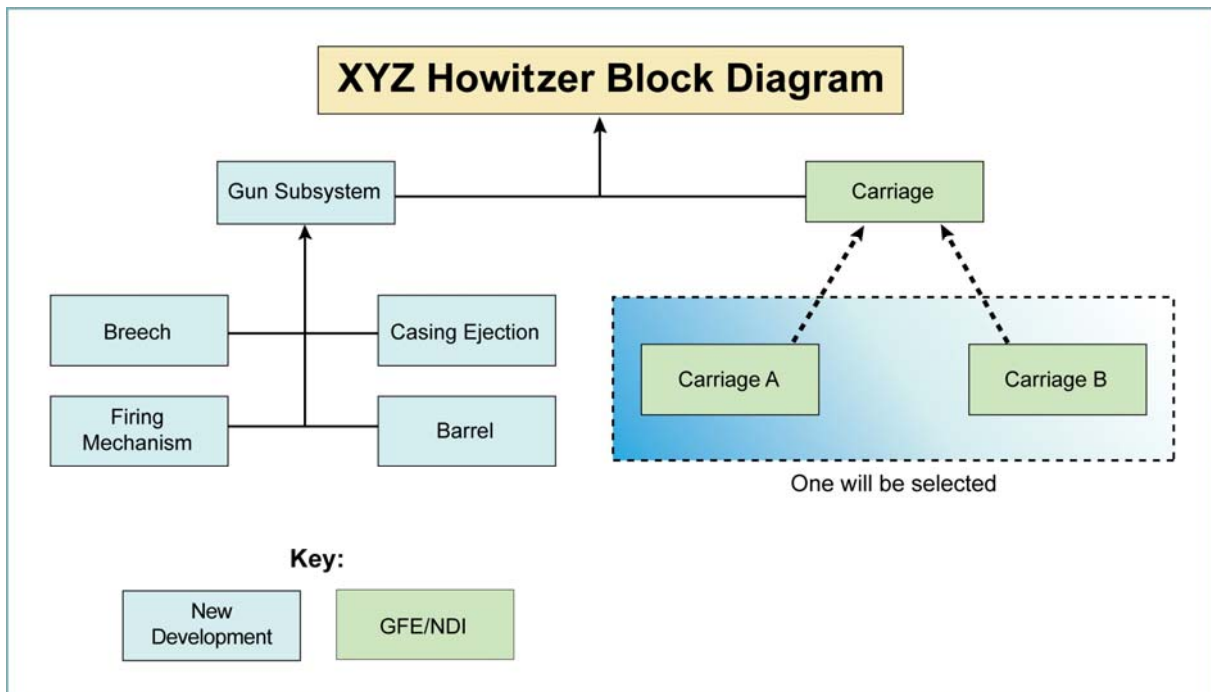 XYZ Howitzer Block Diagram
Gun Subsystem
Carriage
Breech
Casing Ejection
Firing
Mechanism
Barrel
Carriage A
Carriage B
One will be selected
Key:
New
Development
GFE/NDI